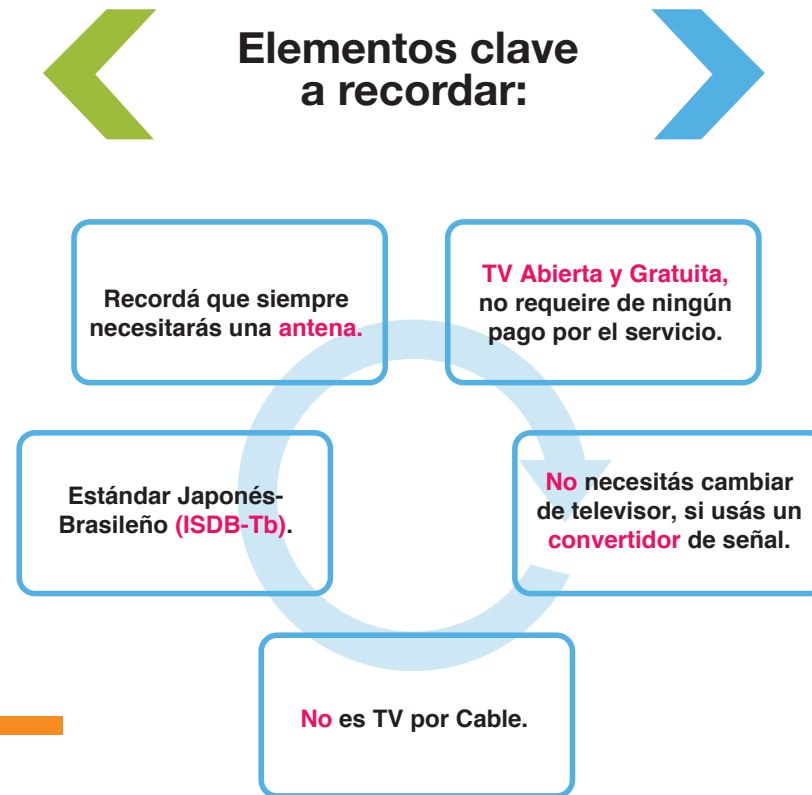 Elementos clave
a recordar:
Recordá que siempre
necesitarás una antena.
TV Abierta y Gratuita,
no requeire de ningún
pago por el servicio.
Estándar Japonés-
Brasileño (ISDB-Tb).
No necesitás cambiar
de televisor, si usás un
convertidor de señal.
No es TV por Cable.